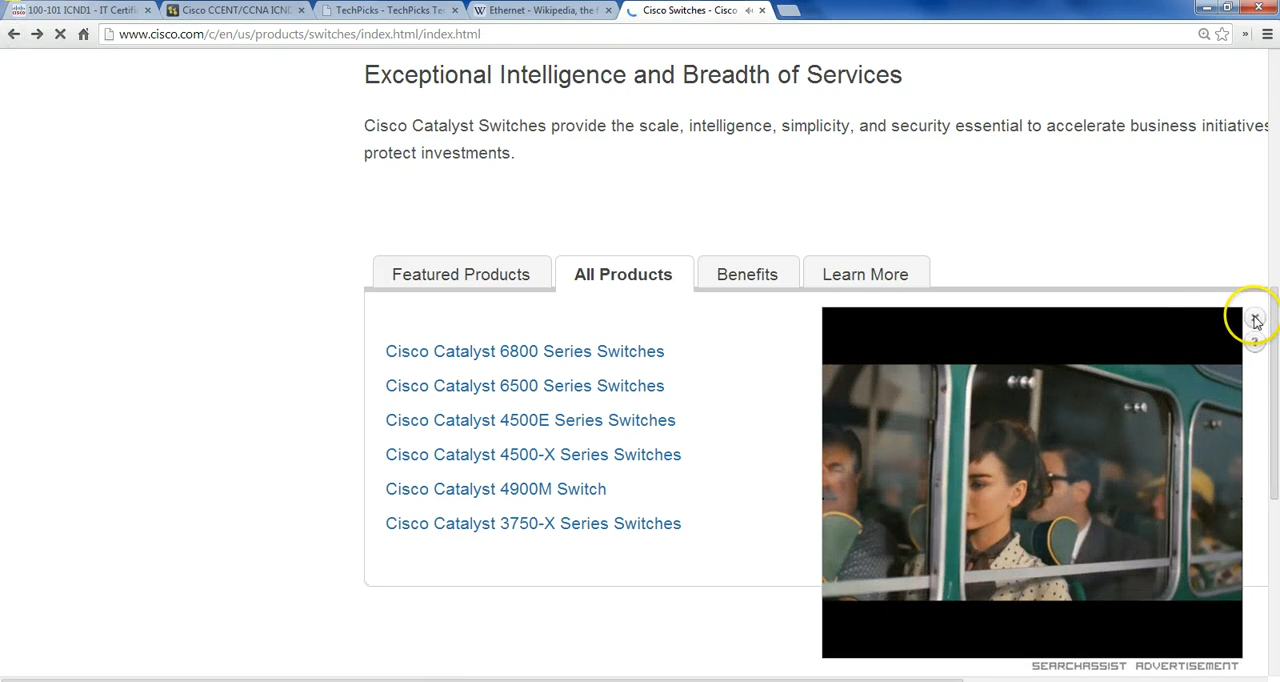 100-101 ICND1 - IT Certifi
Cisco CCENT/CCNA ICND
TechPicks - TechPicks Tec
Ethernet - Wikipedia, the f
Cisco Switches - Cisco
www.cisco.com/c/en/us/products/switches/index.html/index.html
Exceptional Intelligence and Breadth of Services
Cisco Catalyst Switches provide the scale, intelligence, simplicity, and security essential to accelerate business initiatives
protect investments.
Featured Products
All Products
Benefits
Learn More
Cisco Catalyst 6800 Series Switches
Cisco Catalyst 6500 Series Switches
Cisco Catalyst 4500E Series Switches
Cisco Catalyst 4500-X Series Switches
Cisco Catalyst 4900M Switch
Cisco Catalyst 3750-X Series Switches
?
SEARCHASSIST ADVERTISEMENT